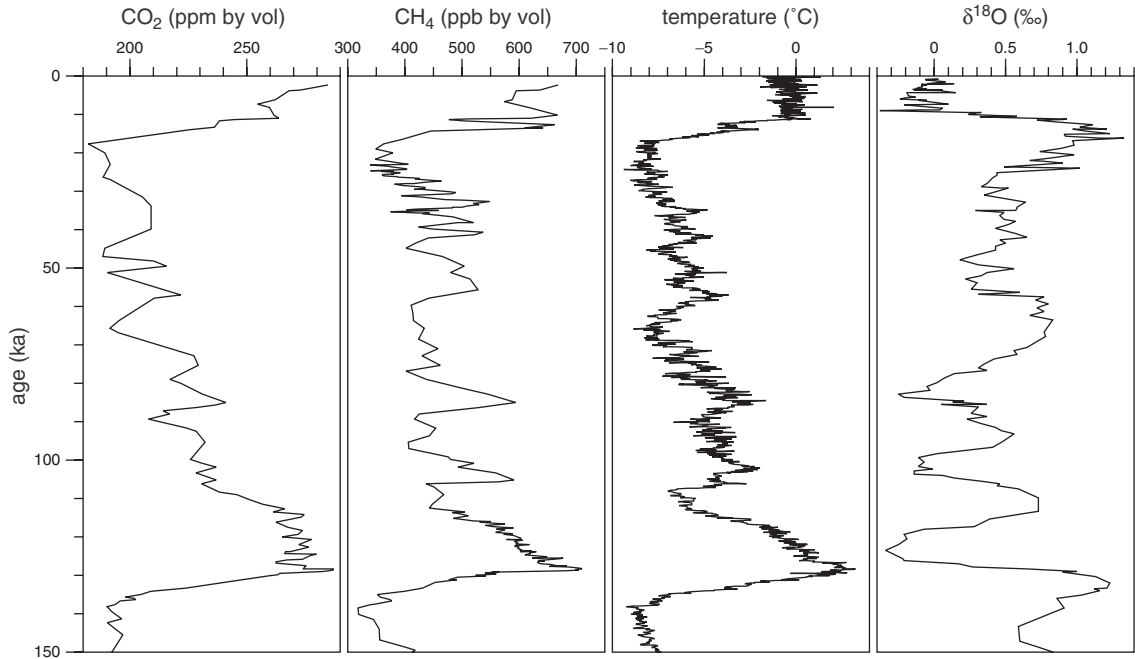 CO₂ (ppm by vol) CH₄ (ppb by vol) temperature (˚C) δ¹⁸O (‰)
200 250 300 400 500 600 700 −10 −5 0 0 0.5 1.0
0
50
100
150
age (ka)